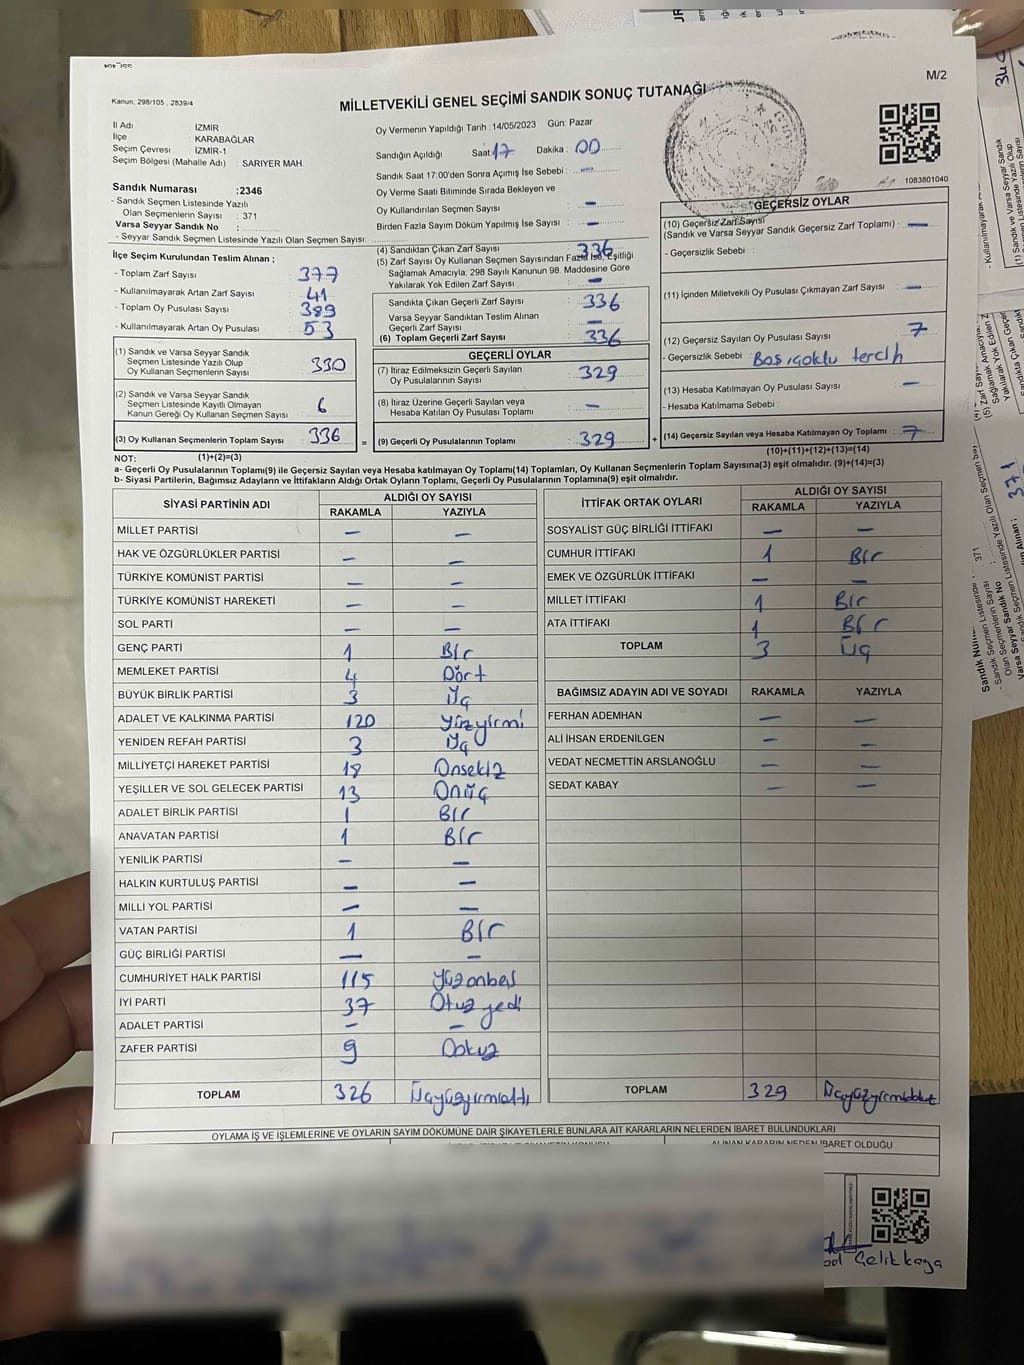 M/2
Kanun: 298/105 , 2839/4
MİLLETVEKİLİ GENEL SEÇİMİ SANDIK SONUÇ TUTANAĞI
İl Adı İZMİR
İlçe KARABAĞLAR
Seçim Çevresi İZMİR-1
Seçim Bölgesi (Mahalle Adı) : SARIYER MAH.
Oy Vermenin Yapıldığı Tarih : 14/05/2023 Gün: Pazar
Sandığın Açıldığı Saat: 17 Dakika : 00
Sandık Saat 17.00'den Sonra Açımış İse Sebebi : —
Oy Verme Saati Bitiminde Sırada Bekleyen ve
Oy Kullandırılan Seçmen Sayısı —
Birden Fazla Sayım Döküm Yapılmış İse Sayısı : —
1083801040
Sandık Numarası :2346
- Sandık Seçmen Listesinde Yazılı
Olan Seçmenlerin Sayısı : 371
Varsa Seyyar Sandık No :
- Seyyar Sandık Seçmen Listesinde Yazılı Olan Seçmen Sayısı:
İlçe Seçim Kurulundan Teslim Alınan ;
- Toplam Zarf Sayısı : 377
- Kullanılmayarak Artan Zarf Sayısı : 41
- Toplam Oy Pusulası Sayısı : 389
- Kullanılmayarak Artan Oy Pusulası : 53
(1) Sandık ve Varsa Seyyar Sandık
Seçmen Listesinde Yazılı Olup
Oy Kullanan Seçmenlerin Sayısı 330
(2) Sandık ve Varsa Seyyar Sandık
Seçmen Listesinde Kayıtlı Olmayan
Kanun Gereği Oy Kullanan Seçmen Sayısı 6
(3) Oy Kullanan Seçmenlerin Toplam Sayısı 336 =
(4) Sandıktan Çıkan Zarf Sayısı : 336
(5) Zarf Sayısı Oy Kullanan Seçmen Sayısından Fazla İse, Eşitliği
Sağlamak Amacıyla, 298 Sayılı Kanunun 98. Maddesine Göre
Yakılarak Yok Edilen Zarf Sayısı : —
Sandıkta Çıkan Geçerli Zarf Sayısı : 336
Varsa Seyyar Sandıktan Teslim Alınan
Geçerli Zarf Sayısı : —
(6) Toplam Geçerli Zarf Sayısı : 336
GEÇERLİ OYLAR
(7) İtiraz Edilmeksizin Geçerli Sayılan
Oy Pusulalarının Sayısı : 329
(8) İtiraz Üzerine Geçerli Sayılan veya
Hesaba Katılan Oy Pusulası Toplamı : —
(9) Geçerli Oy Pusulalarının Toplamı : 329 +
GEÇERSİZ OYLAR
(10) Geçersiz Zarf Sayısı
(Sandık ve Varsa Seyyar Sandık Geçersiz Zarf Toplamı) : —
- Geçersizlik Sebebi :
(11) İçinden Milletvekili Oy Pusulası Çıkmayan Zarf Sayısı : —
(12) Geçersiz Sayılan Oy Pusulası Sayısı : 7
- Geçersizlik Sebebi : Boş, çoklu tercih
(13) Hesaba Katılmayan Oy Pusulası Sayısı : —
- Hesaba Katılmama Sebebi :
(14) Geçersiz Sayılan veya Hesaba Katılmayan Oy Toplamı : 7
NOT: (1)+(2)=(3) (10)+(11)+(12)+(13)=(14)
a- Geçerli Oy Pusulalarının Toplamı(9) ile Geçersiz Sayılan veya Hesaba katılmayan Oy Toplamı(14) Toplamları, Oy Kullanan Seçmenlerin Toplam Sayısına(3) eşit olmalıdır. (9)+(14)=(3)
b- Siyasi Partilerin, Bağımsız Adayların ve İttifakların Aldığı Ortak Oyların Toplamı, Geçerli Oy Pusulalarının Toplamına(9) eşit olmalıdır.
SİYASİ PARTİNİN ADI ALDIĞI OY SAYISI
RAKAMLA YAZIYLA
MİLLET PARTİSİ — —
HAK VE ÖZGÜRLÜKLER PARTİSİ — —
TÜRKİYE KOMÜNİST PARTİSİ — —
TÜRKİYE KOMÜNİST HAREKETİ — —
SOL PARTİ — —
GENÇ PARTİ 1 Bir
MEMLEKET PARTİSİ 4 Dört
BÜYÜK BİRLİK PARTİSİ 3 Üç
ADALET VE KALKINMA PARTİSİ 120 Yüzyirmi
YENİDEN REFAH PARTİSİ 3 Üç
MİLLİYETÇİ HAREKET PARTİSİ 18 Onsekiz
YEŞİLLER VE SOL GELECEK PARTİSİ 13 Onüç
ADALET BİRLİK PARTİSİ 1 Bir
ANAVATAN PARTİSİ 1 Bir
YENİLİK PARTİSİ — —
HALKIN KURTULUŞ PARTİSİ — —
MİLLİ YOL PARTİSİ — —
VATAN PARTİSİ 1 Bir
GÜÇ BİRLİĞİ PARTİSİ — —
CUMHURİYET HALK PARTİSİ 115 Yüzonbeş
İYİ PARTİ 37 Otuzyedi
ADALET PARTİSİ — —
ZAFER PARTİSİ 9 Dokuz
TOPLAM 326 Üçyüzyirmialtı
İTTİFAK ORTAK OYLARI ALDIĞI OY SAYISI
RAKAMLA YAZIYLA
SOSYALİST GÜÇ BİRLİĞİ İTTİFAKI — —
CUMHUR İTTİFAKI 1 Bir
EMEK VE ÖZGÜRLÜK İTTİFAKI — —
MİLLET İTTİFAKI 1 Bir
ATA İTTİFAKI 1 Bir
TOPLAM 3 Üç
BAĞIMSIZ ADAYIN ADI VE SOYADI RAKAMLA YAZIYLA
FERHAN ADEMHAN — —
ALİ İHSAN ERDENİLGEN — —
VEDAT NECMETTİN ARSLANOĞLU — —
SEDAT KABAY — —
TOPLAM 329 Üçyüzyirmidokuz
OYLAMA İŞ VE İŞLEMLERİNE VE OYLARIN SAYIM DÖKÜMÜNE DAİR ŞİKAYETLERLE BUNLARA AİT KARARLARIN NELERDEN İBARET BULUNDUKLARI
ALINAN KARARIN NEDEN İBARET OLDUĞU
Çelikkaya